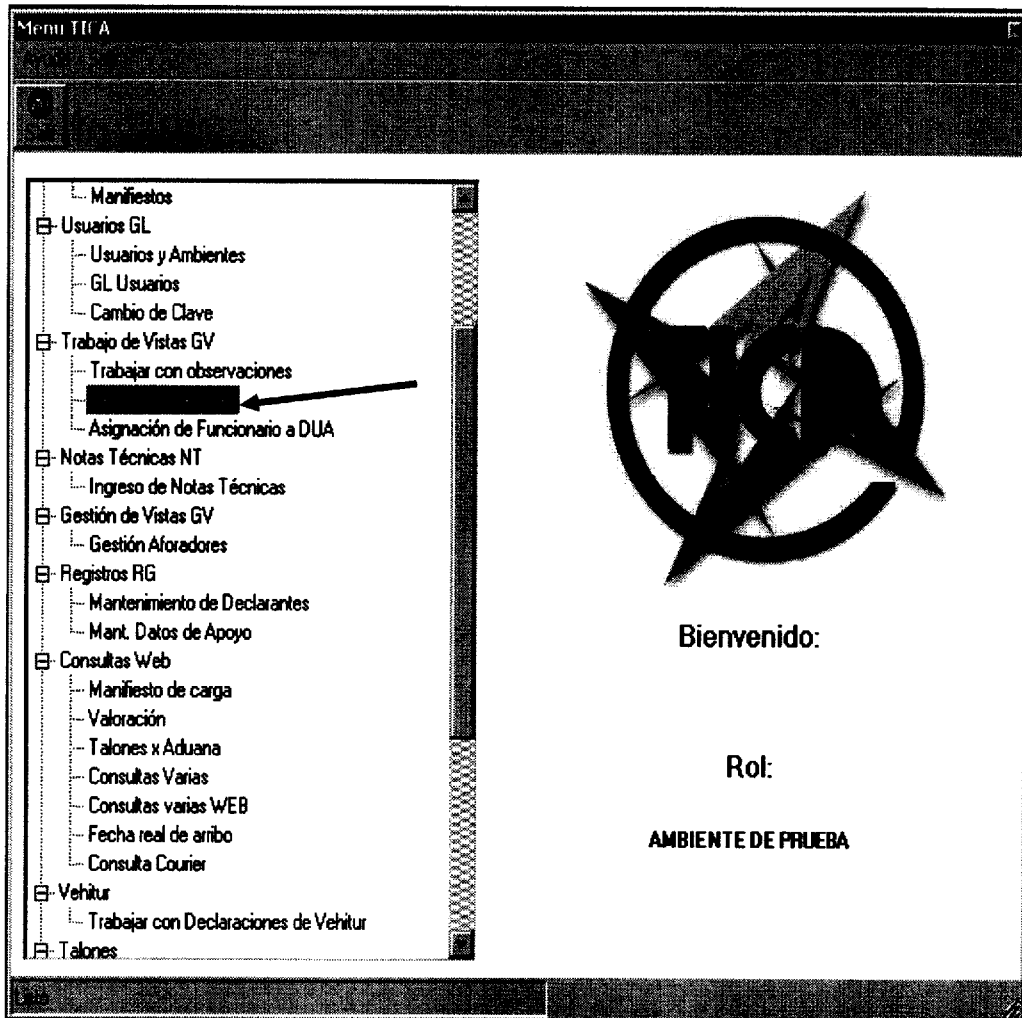 Menu TICA
Manifiestos
Usuarios GL
Usuarios y Ambientes
GL Usuarios
Cambio de Clave
Trabajo de Vistas GV
Trabajar con observaciones
Asignación de Funcionario a DUA
Notas Técnicas NT
Ingreso de Notas Técnicas
Gestión de Vistas GV
Gestión Aforadores
Registros RG
Mantenimiento de Declarantes
Mant. Datos de Apoyo
Consultas Web
Manifiesto de carga
Valoración
Talones x Aduana
Consultas Varias
Consultas varias WEB
Fecha real de arribo
Consulta Courier
Vehitur
Trabajar con Declaraciones de Vehitur
Talones
TICA
Bienvenido:
Rol:
AMBIENTE DE PRUEBA